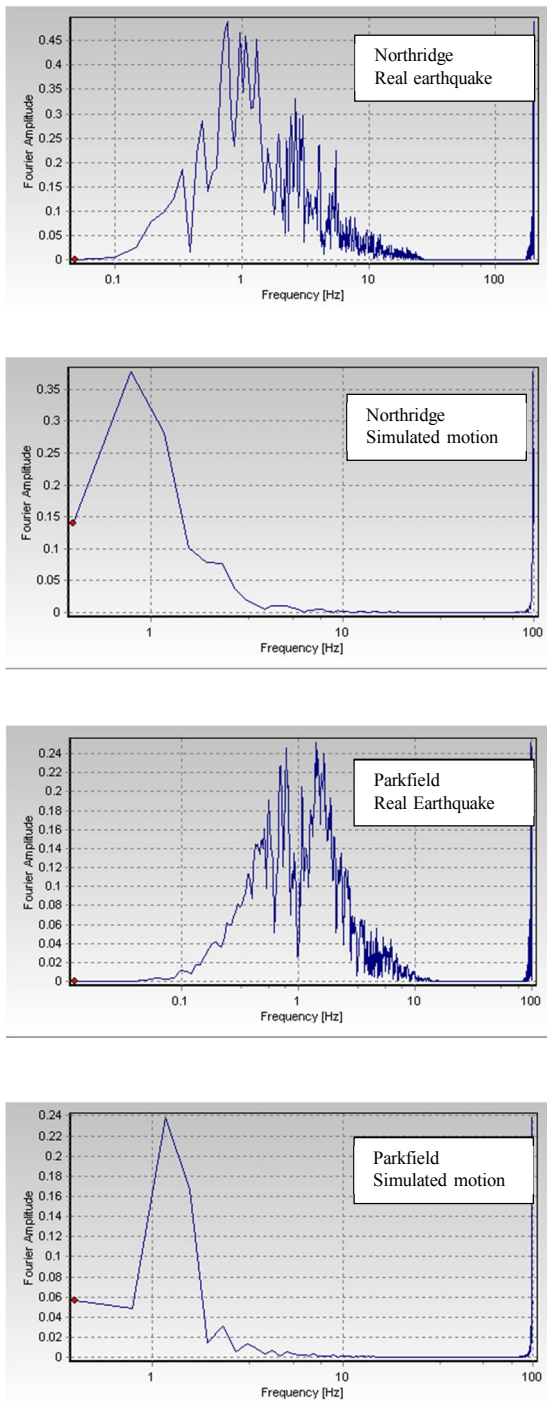 0.45
0.4
0.35
0.3
0.25
0.2
0.15
0.1
0.05
0
Fourier Amplitude
Northridge
Real earthquake
0.1 1 10 100
Frequency [Hz]
0.35
0.3
0.25
0.2
0.15
0.1
0.05
0
Fourier Amplitude
Northridge
Simulated motion
1 10 100
Frequency [Hz]
0.24
0.22
0.2
0.18
0.16
0.14
0.12
0.1
0.08
0.06
0.04
0.02
0
Fourier Amplitude
Parkfield
Real Earthquake
0.1 1 10 100
Frequency [Hz]
0.24
0.22
0.2
0.18
0.16
0.14
0.12
0.1
0.08
0.06
0.04
0.02
0
Fourier Amplitude
Parkfield
Simulated motion
1 10 100
Frequency [Hz]